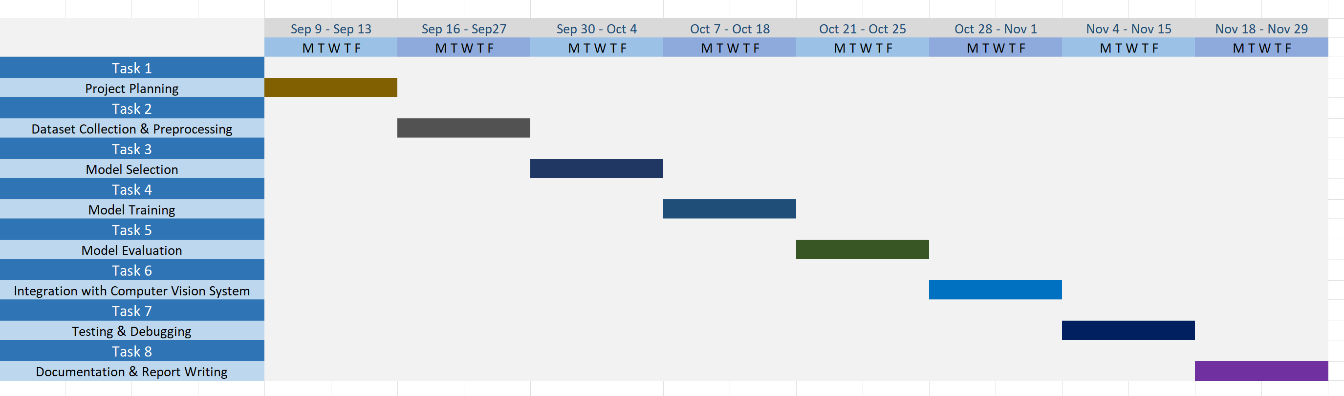 Sep 9 - Sep 13 Sep 16 - Sep27 Sep 30 - Oct 4 Oct 7 - Oct 18 Oct 21 - Oct 25 Oct 28 - Nov 1 Nov 4 - Nov 15 Nov 18 - Nov 29
M T W T F M T W T F M T W T F M T W T F M T W T F M T W T F M T W T F M T W T F
Task 1
Project Planning
Task 2
Dataset Collection & Preprocessing
Task 3
Model Selection
Task 4
Model Training
Task 5
Model Evaluation
Task 6
Integration with Computer Vision System
Task 7
Testing & Debugging
Task 8
Documentation & Report Writing